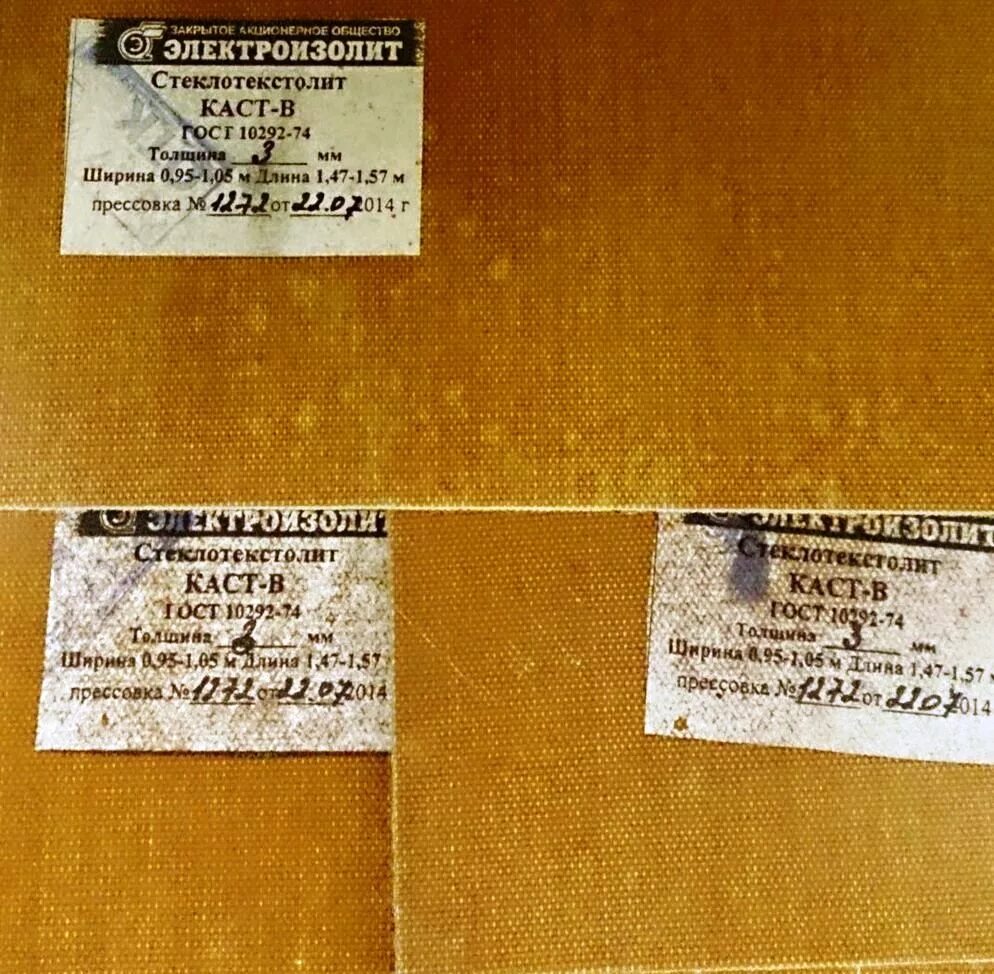 ЗАКРЫТОЕ АКЦИОНЕРНОЕ ОБЩЕСТВО
ЭЛЕКТРОИЗОЛИТ
Стеклотекстолит
КАСТ-В
ГОСТ 10292-74
Толщина 3 мм
Ширина 0,95-1,05 м Длина 1,47-1,57 м
прессовка № 1272 от 22.07 2014 г
ЭЛЕКТРОИЗОЛИТ
Стеклотекстолит
КАСТ-В
ГОСТ 10292-74
Толщина 3 мм
Ширина 0,95-1,05 м Длина 1,47-1,57
прессовка № 1272 от 22.07 2014
ЭЛЕКТРОИЗОЛИТ
Стеклотекстолит
КАСТ-В
ГОСТ 10292-74
Толщина 3 мм
Ширина 0,95-1,05 м Длина 1,47-1,57
прессовка № 1272 от 22.07 2014